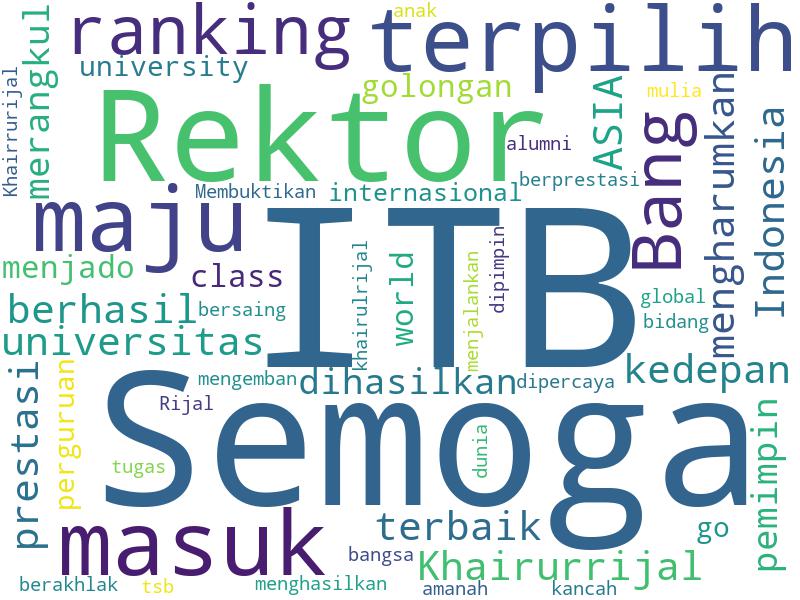 anak
ranking
terpilih
merangkul
university
Khairrurijal
Rektor
golongan
ASIA
mulia
alumni
Bang
mengharumkan
Indonesia
berprestasi
Membuktikan
internasional
maju
ITB
menjado
class
khairulrijal
world
menjalankan
dipimpin
global
berhasil
bersaing
bidang
universitas
prestasi
perguruan
mengemban
dihasilkan
dipercaya
kedepan
Rijal
Semoga
pemimpin
tugas
dunia
masuk
terbaik
go
bangsa
Khairurrijal
berakhlak
tsb
menghasilkan
amanah
kancah